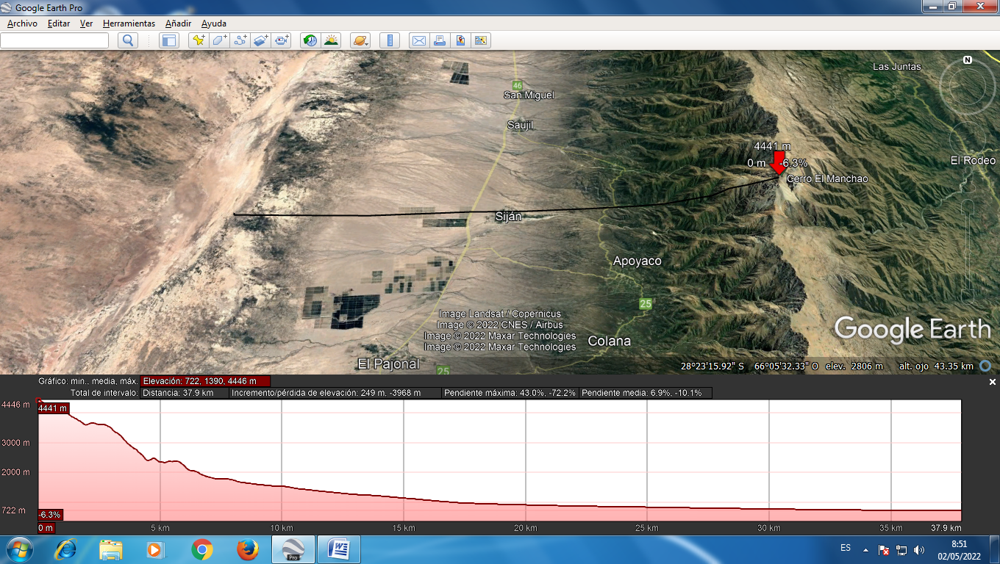 Google Earth Pro
Archivo Editar Ver Herramientas Añadir Ayuda
N
Las Juntas
46
San Miguel
Saujil
4441 m
El Rodeo
0 m -6.3%
Cerro El Manchao
Siján
Apoyaco
25
Image Landsat / Copernicus
Image © 2022 CNES / Airbus
Image © 2022 Maxar Technologies
Image © 2022 Maxar Technologies
Google Earth
Colana
El Pajonal
25
28°23'15.92" S 66°05'32.33" O elev. 2806 m alt. ojo 43.35 km
Gráfico: min., media, máx. Elevación: 722, 1390, 4446 m
Total de intervalo: Distancia: 37.9 km Incremento/pérdida de elevación: 249 m, -3968 m Pendiente máxima: 43.0%, -72.2% Pendiente media: 6.9%, -10.1%
4446 m
4441 m
3000 m
2000 m
722 m
-6.3%
0 m 5 km 10 km 15 km 20 km 25 km 30 km 35 km 37.9 km
Pro
ES
8:51
02/05/2022